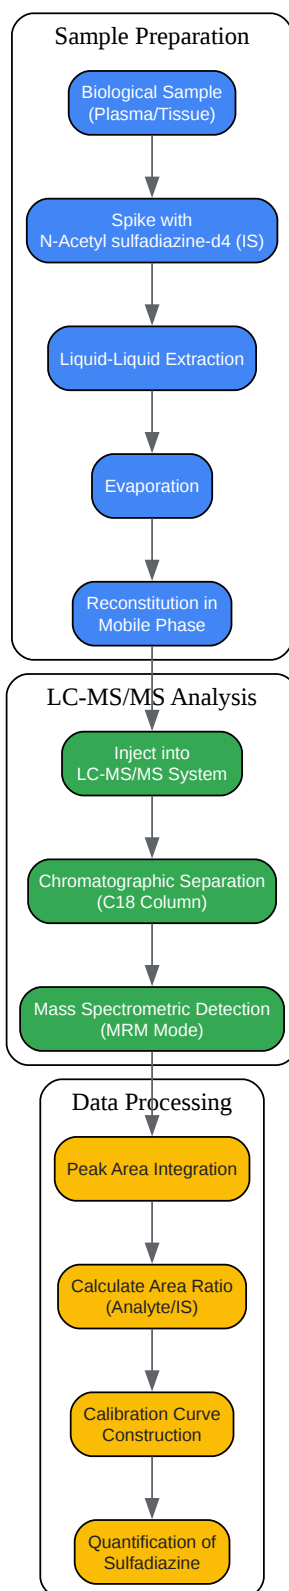 Sample Preparation
Biological Sample
(Plasma/Tissue)
Spike with
N-Acetyl sulfadiazine-d4 (IS)
Liquid-Liquid Extraction
Evaporation
Reconstitution in
Mobile Phase
LC-MS/MS Analysis
Inject into
LC-MS/MS System
Chromatographic Separation
(C18 Column)
Mass Spectrometric Detection
(MRM Mode)
Data Processing
Peak Area Integration
Calculate Area Ratio
(Analyte/IS)
Calibration Curve
Construction
Quantification of
Sulfadiazine